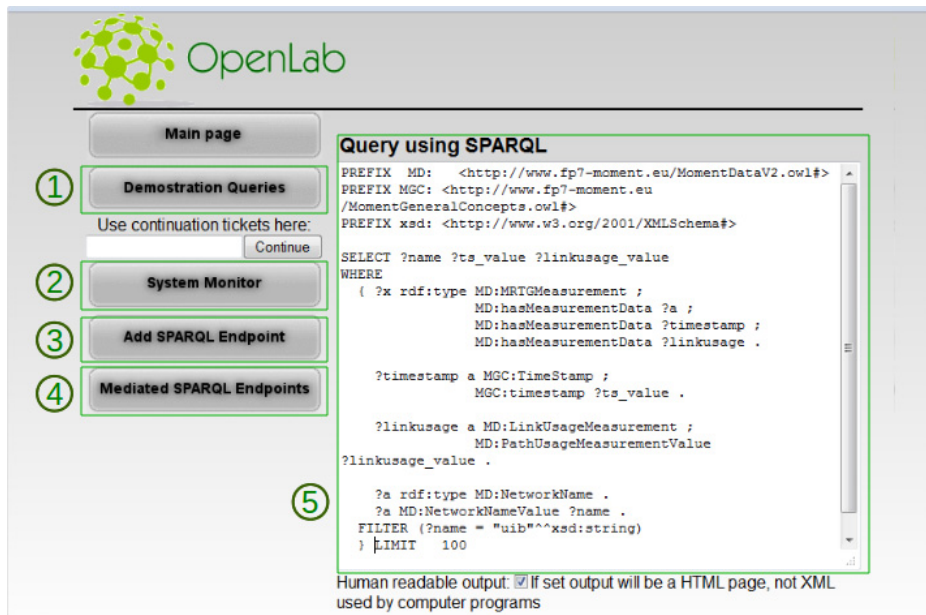 OpenLab
Main page
① Demostration Queries
Use continuation tickets here:
Continue
② System Monitor
③ Add SPARQL Endpoint
④ Mediated SPARQL Endpoints
Query using SPARQL
PREFIX MD: <http://www.fp7-moment.eu/MomentDataV2.owl#>
PREFIX MGC: <http://www.fp7-moment.eu
/MomentGeneralConcepts.owl#>
PREFIX xsd: <http://www.w3.org/2001/XMLSchema#>
SELECT ?name ?ts_value ?linkusage_value
WHERE
{ ?x rdf:type MD:MRTGMeasurement ;
MD:hasMeasurementData ?a ;
MD:hasMeasurementData ?timestamp ;
MD:hasMeasurementData ?linkusage .
?timestamp a MGC:TimeStamp ;
MGC:timestamp ?ts_value .
?linkusage a MD:LinkUsageMeasurement ;
MD:PathUsageMeasurementValue
?linkusage_value .
⑤
?a rdf:type MD:NetworkName .
?a MD:NetworkNameValue ?name .
FILTER (?name = "uib"^^xsd:string)
} LIMIT 100
Human readable output: If set output will be a HTML page, not XML
used by computer programs